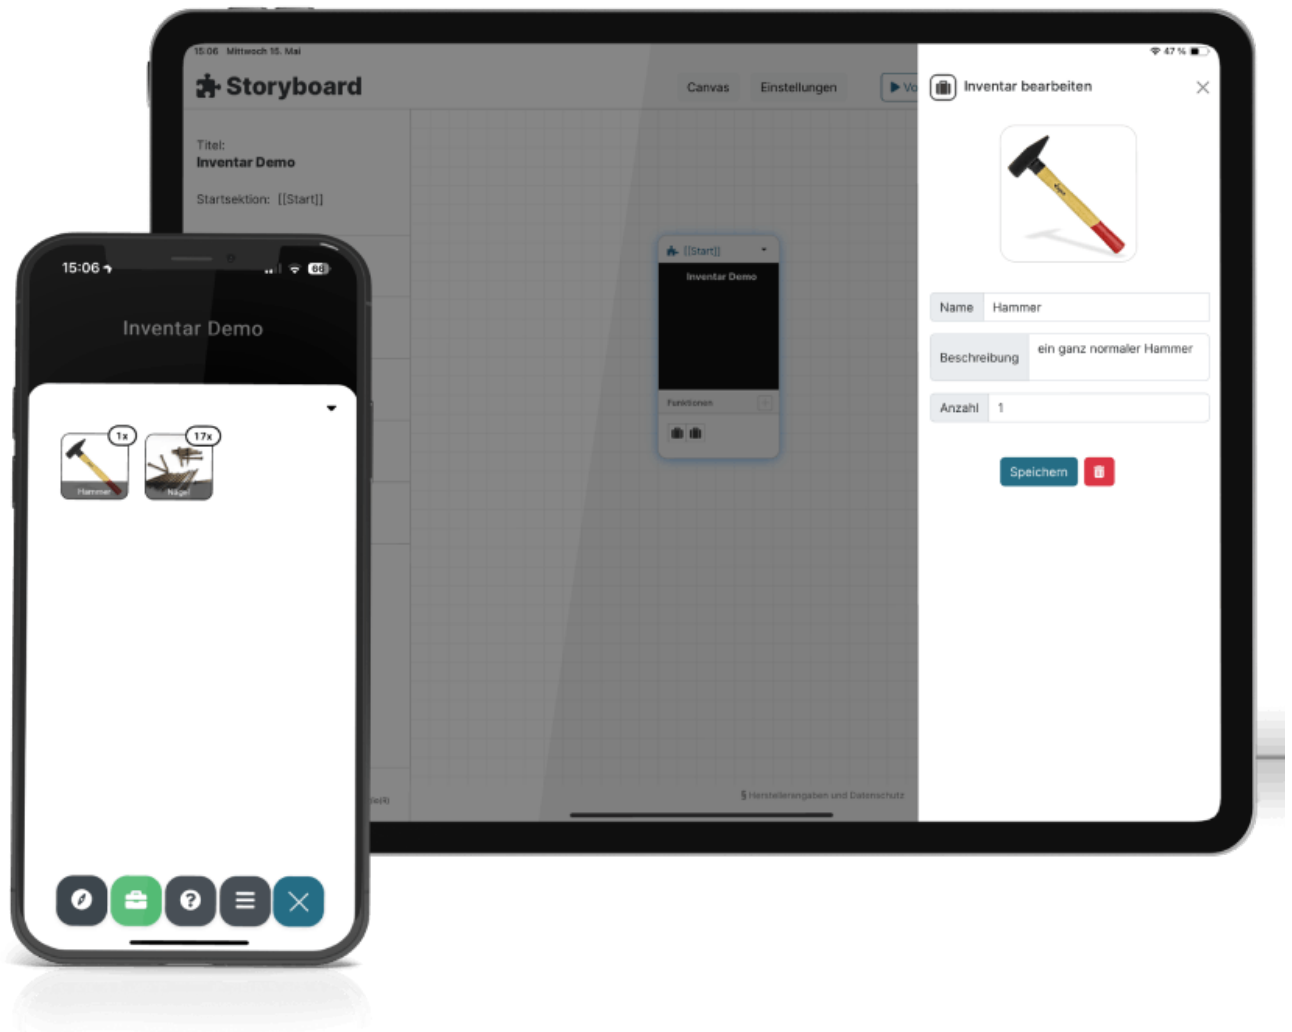 15:06 Mittwoch 15. Mai
47 %
Storyboard
Canvas
Einstellungen
Vo
Titel:
Inventar Demo
Startsektion: [[Start]]
[[Start]]
Inventar Demo
Funktionen
§ Herstellerangaben und Datenschutz
Inventar bearbeiten
Name Hammer
Beschreibung ein ganz normaler Hammer
Anzahl 1
Speichern
15:06
66
Inventar Demo
1x
17x
Hammer
Nägel